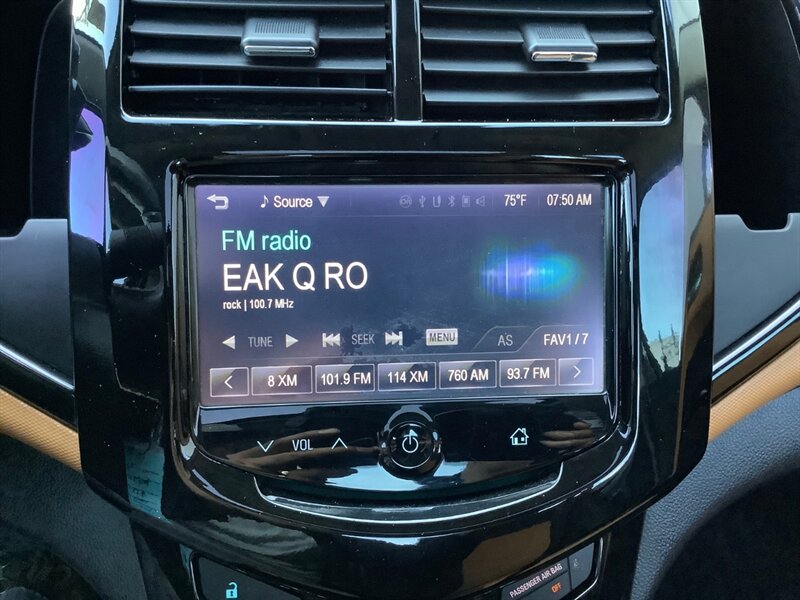 Source 75°F 07:50 AM
FM radio
EAK Q RO
rock | 100.7 MHz
TUNE SEEK MENU AS FAV1 / 7
8 XM 101.9 FM 114 XM 760 AM 93.7 FM
VOL
PASSENGER AIR BAG
OFF